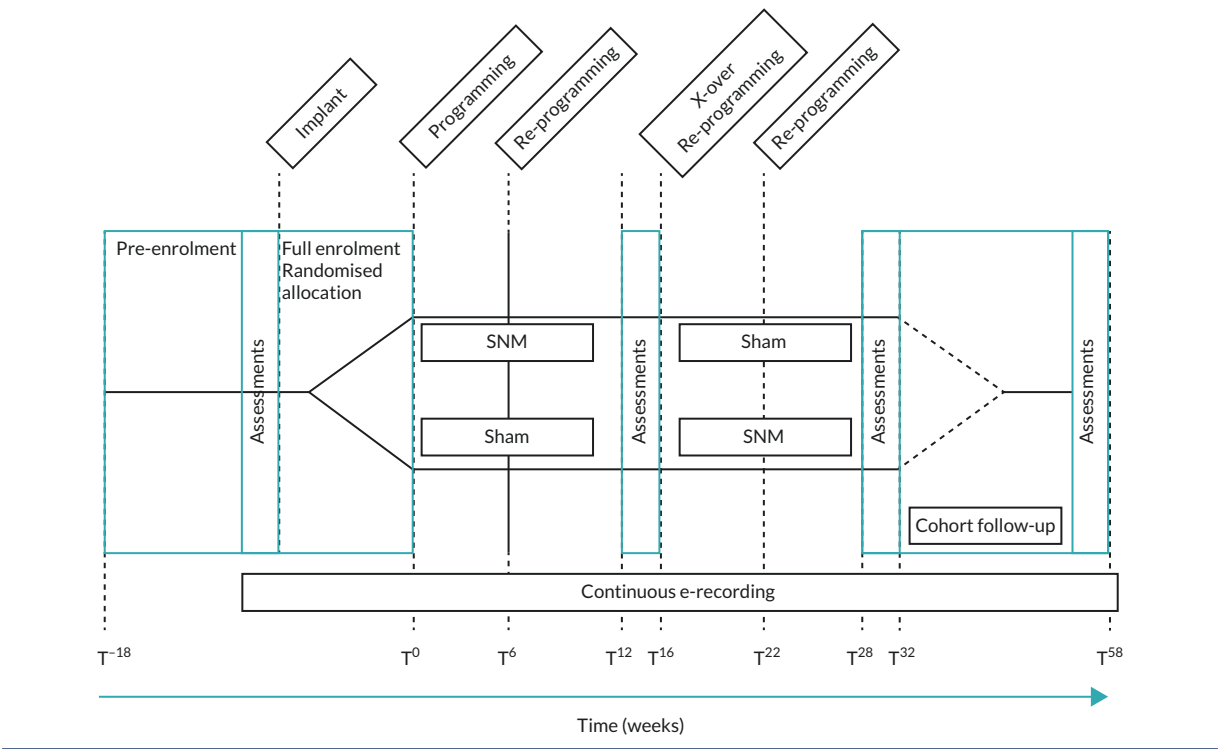 Implant
Programming
Re-programming
X-over
Re-programming
Re-programming
Pre-enrolment
Full enrolment
Randomised
allocation
Assessments
SNM
Sham
Assessments
Sham
SNM
Assessments
Assessments
Cohort follow-up
Continuous e-recording
T⁻¹⁸ T⁰ T⁶ T¹² T¹⁶ T²² T²⁸ T³² T⁵⁸
Time (weeks)